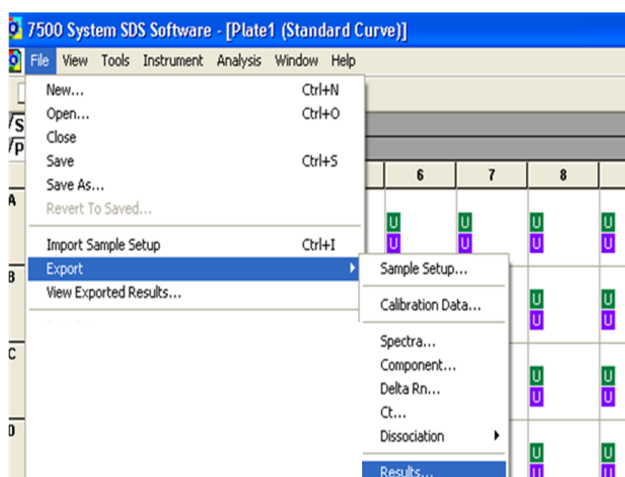 7500 System SDS Software - [Plate1 (Standard Curve)]
File View Tools Instrument Analysis Window Help
New... Ctrl+N
Open... Ctrl+O
Close
Save Ctrl+S
Save As...
Revert To Saved...
6 7 8
A
U U U U
U U U U
Import Sample Setup Ctrl+I
Export
Sample Setup...
B
View Exported Results...
Calibration Data...
U U
U U
Spectra...
C
Component...
U U
Delta Rn...
U U
Ct...
Dissociation
D
U U
Results...
U U